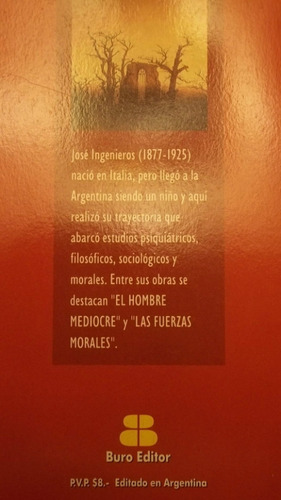 José Ingenieros (1877-1925)
nació en Italia, pero llegó a la
Argentina siendo un niño y aquí
realizó su trayectoria que
abarcó estudios psiquiátricos,
filosóficos, sociológicos y
morales. Entre sus obras se
destacan "EL HOMBRE
MEDIOCRE" y "LAS FUERZAS
MORALES".
Buro Editor
P.V.P. $8.- Editado en Argentina